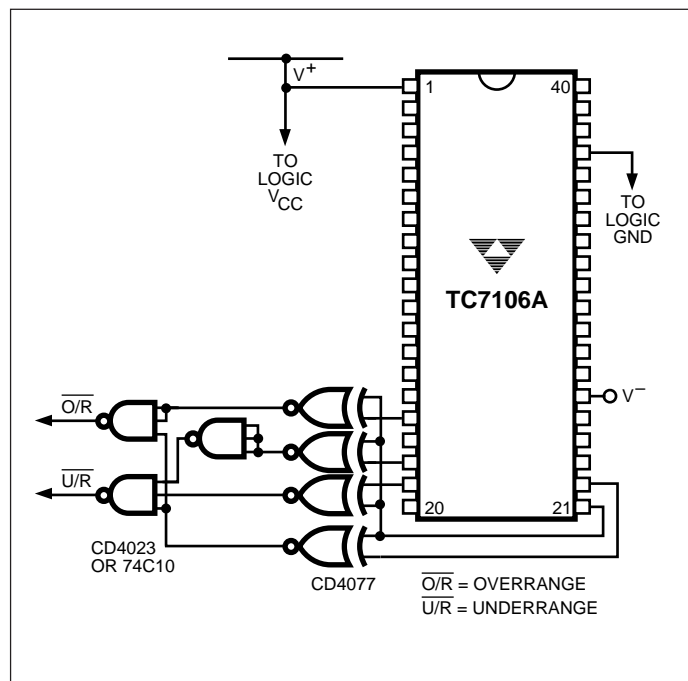 V+
1
40
TO
LOGIC
VCC
TO
LOGIC
GND
TC7106A
O/R
V–
U/R
20
21
CD4023
OR 74C10
CD4077
O/R = OVERRANGE
U/R = UNDERRANGE